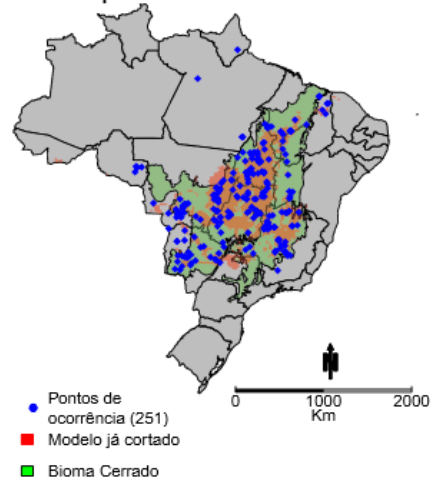 N
0 1000 2000
Km
Pontos de
ocorrência (251)
Modelo já cortado
Bioma Cerrado